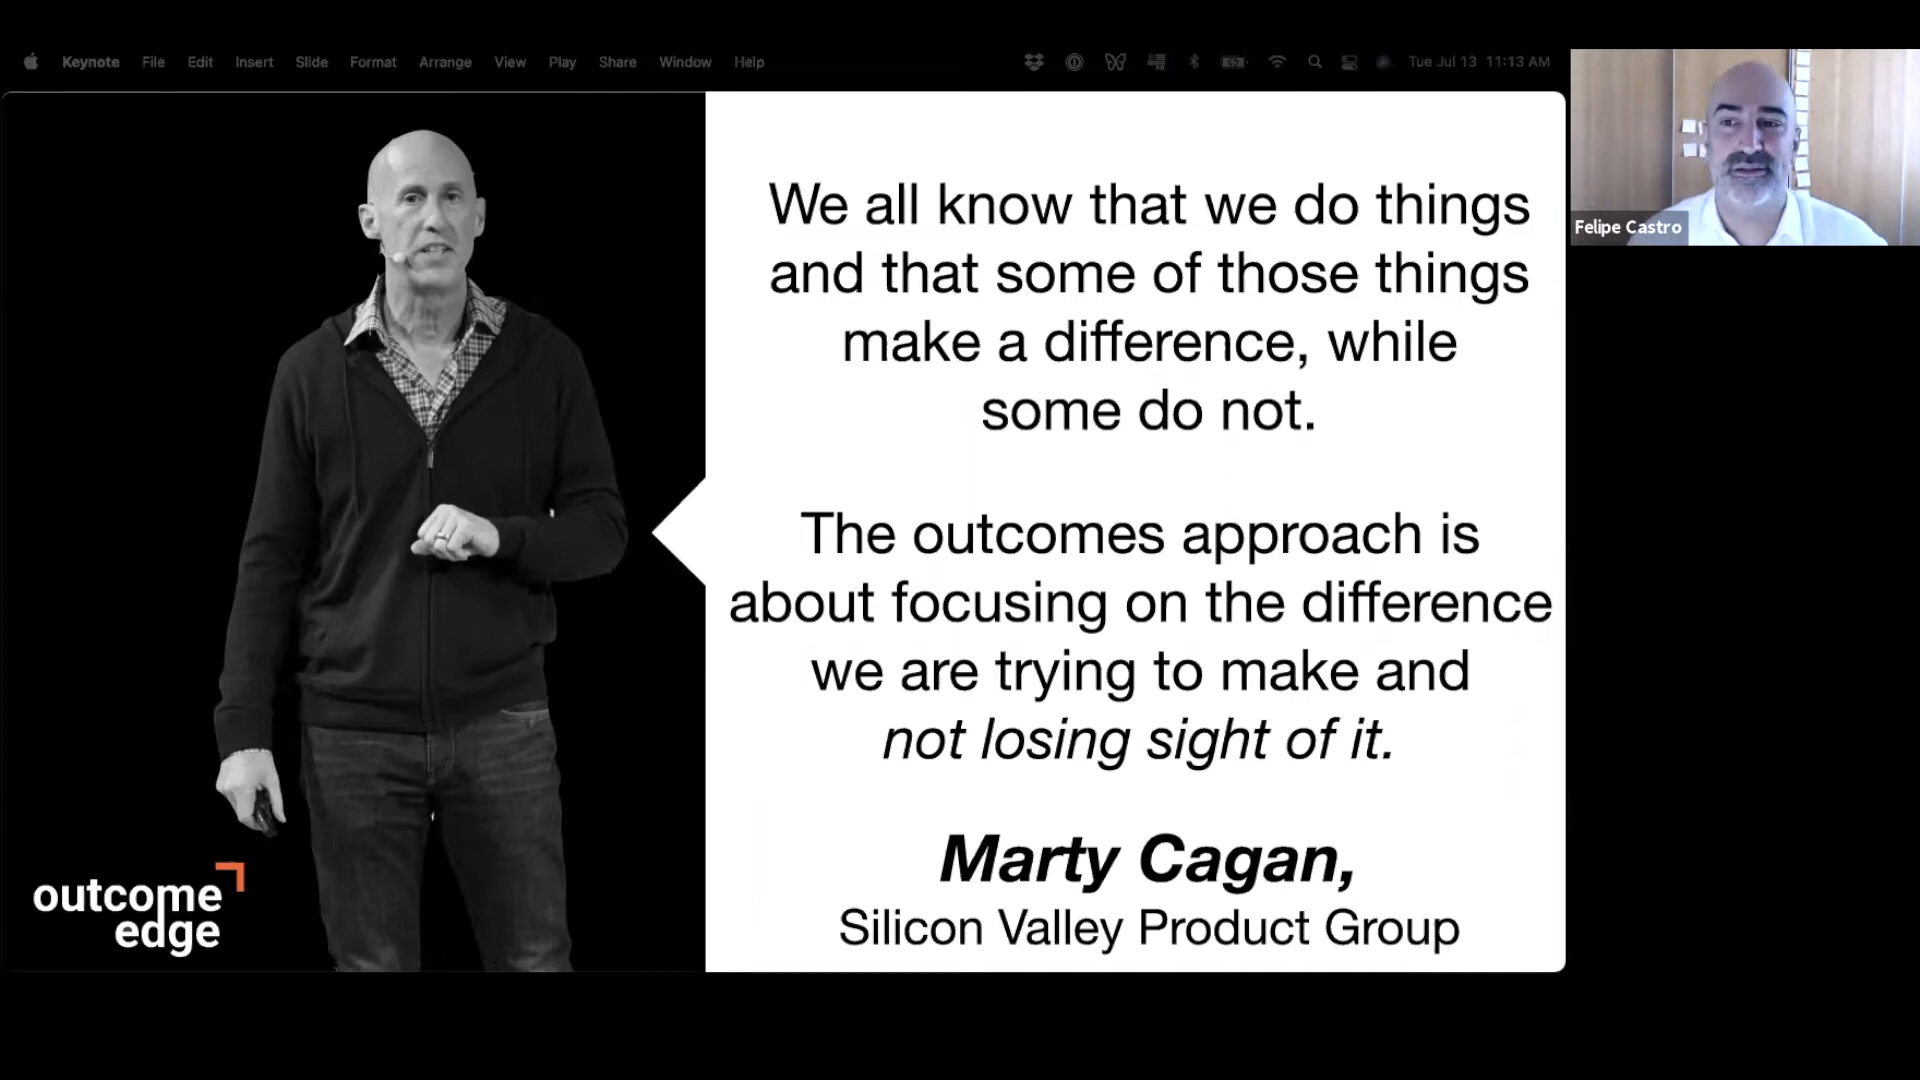 Keynote File Edit Insert Slide Format Arrange View Play Share Window Help Tue Jul 13 11:13 AM
Felipe Castro
We all know that we do things
and that some of those things
make a difference, while
some do not.
The outcomes approach is
about focusing on the difference
we are trying to make and
not losing sight of it.
Marty Cagan,
Silicon Valley Product Group
outcome
edge